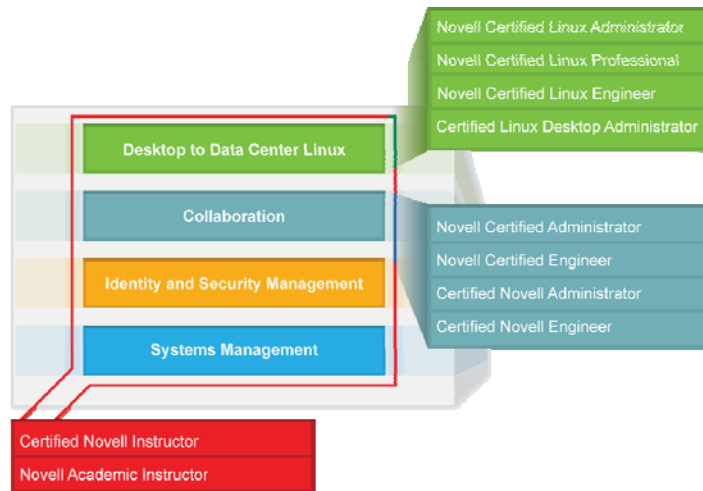 Novell Certified Linux Administrator
Novell Certified Linux Professional
Novell Certified Linux Engineer
Certified Linux Desktop Administrator
Desktop to Data Center Linux
Collaboration
Identity and Security Management
Systems Management
Novell Certified Administrator
Novell Certified Engineer
Certified Novell Administrator
Certified Novell Engineer
Certified Novell Instructor
Novell Academic Instructor